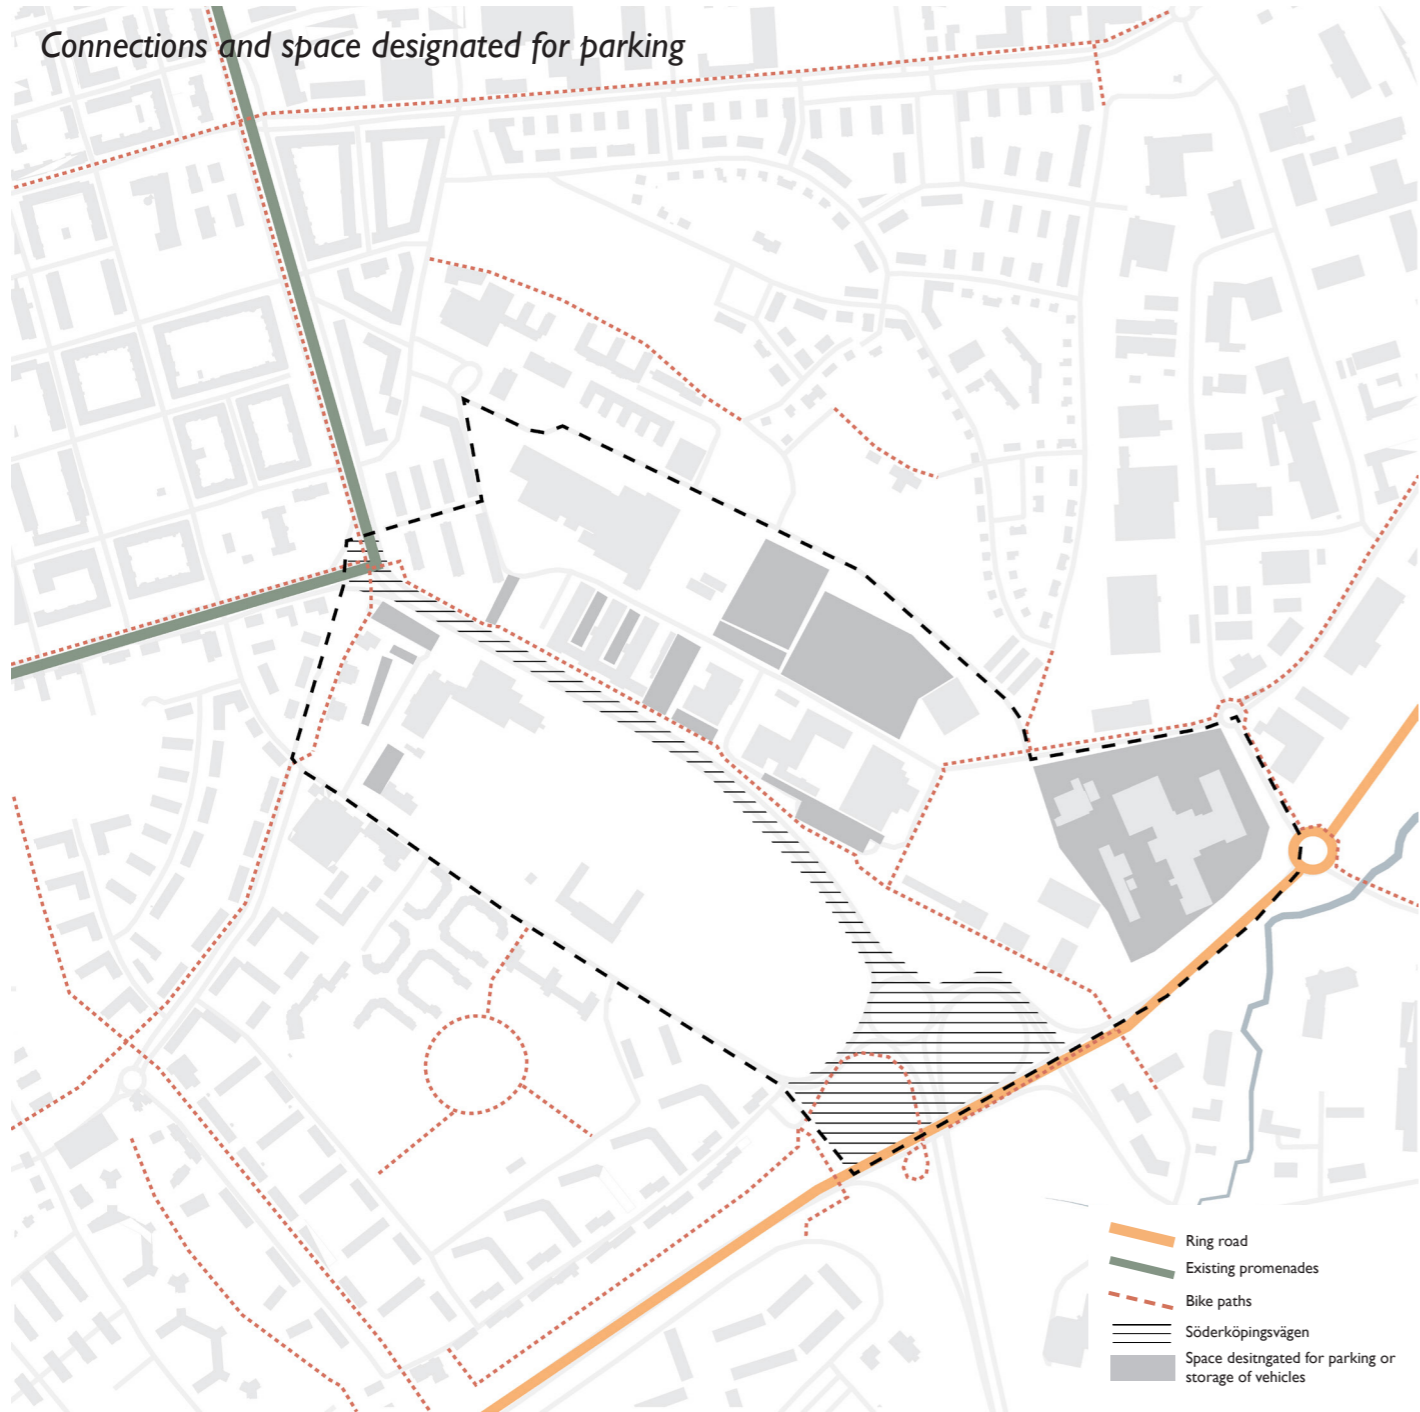 Connections and space designated for parking
Ring road
Existing promenades
Bike paths
Söderköpingsvägen
Space desitngated for parking or
storage of vehicles